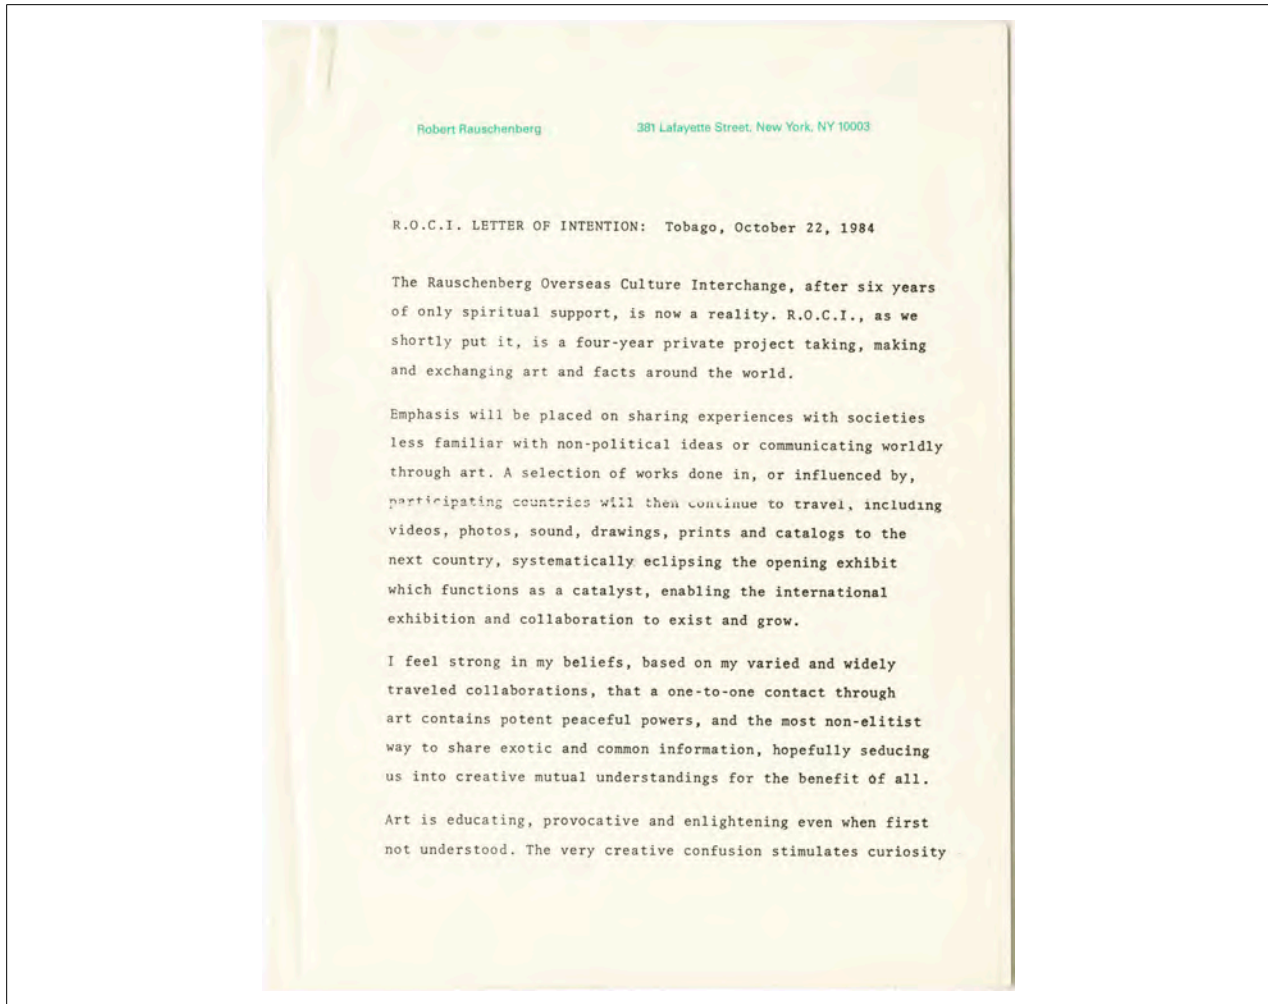 Robert Rauschenberg 381 Lafayette Street, New York, NY 10003
R.O.C.I. LETTER OF INTENTION: Tobago, October 22, 1984
The Rauschenberg Overseas Culture Interchange, after six years
of only spiritual support, is now a reality. R.O.C.I., as we
shortly put it, is a four-year private project taking, making
and exchanging art and facts around the world.
Emphasis will be placed on sharing experiences with societies
less familiar with non-political ideas or communicating worldly
through art. A selection of works done in, or influenced by,
participating countries will then continue to travel, including
videos, photos, sound, drawings, prints and catalogs to the
next country, systematically eclipsing the opening exhibit
which functions as a catalyst, enabling the international
exhibition and collaboration to exist and grow.
I feel strong in my beliefs, based on my varied and widely
traveled collaborations, that a one-to-one contact through
art contains potent peaceful powers, and the most non-elitist
way to share exotic and common information, hopefully seducing
us into creative mutual understandings for the benefit of all.
Art is educating, provocative and enlightening even when first
not understood. The very creative confusion stimulates curiosity